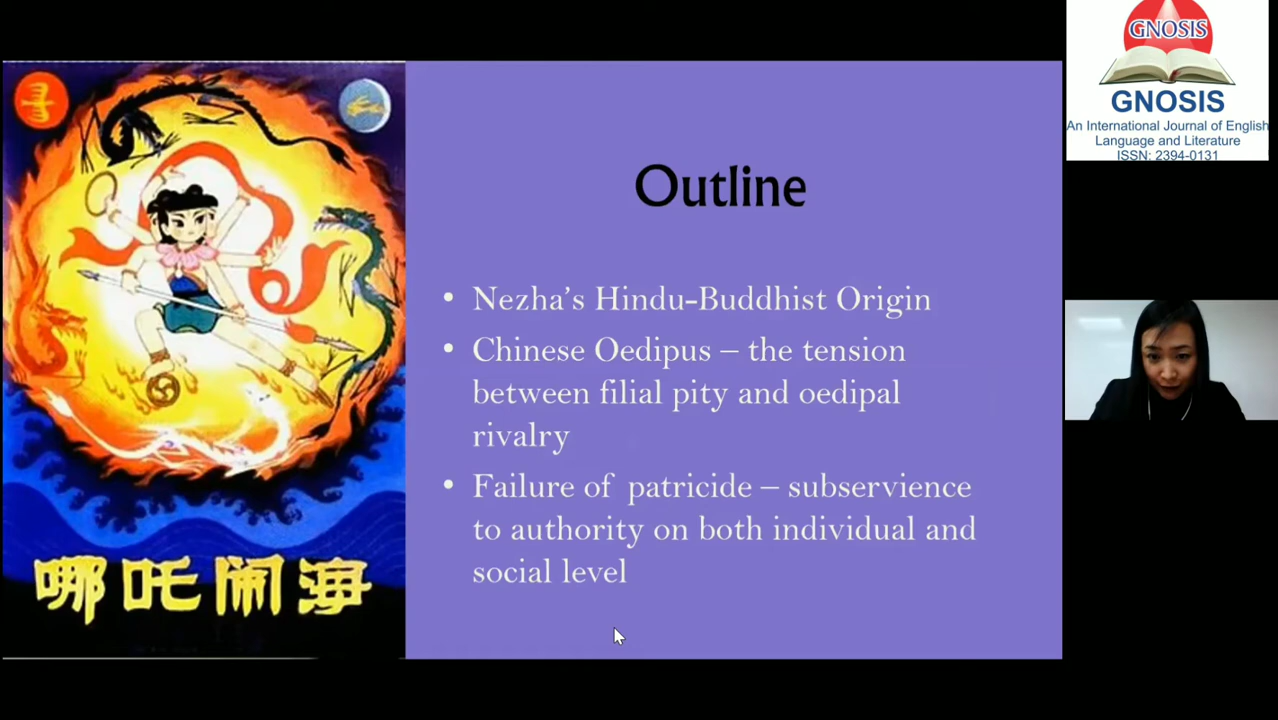 Outline
• Nezha’s Hindu-Buddhist Origin
• Chinese Oedipus – the tension
between filial pity and oedipal
rivalry
• Failure of patricide – subservience
to authority on both individual and
social level
哪吒闹海
GNOSIS
GNOSIS
An International Journal of English
Language and Literature
ISSN: 2394-0131